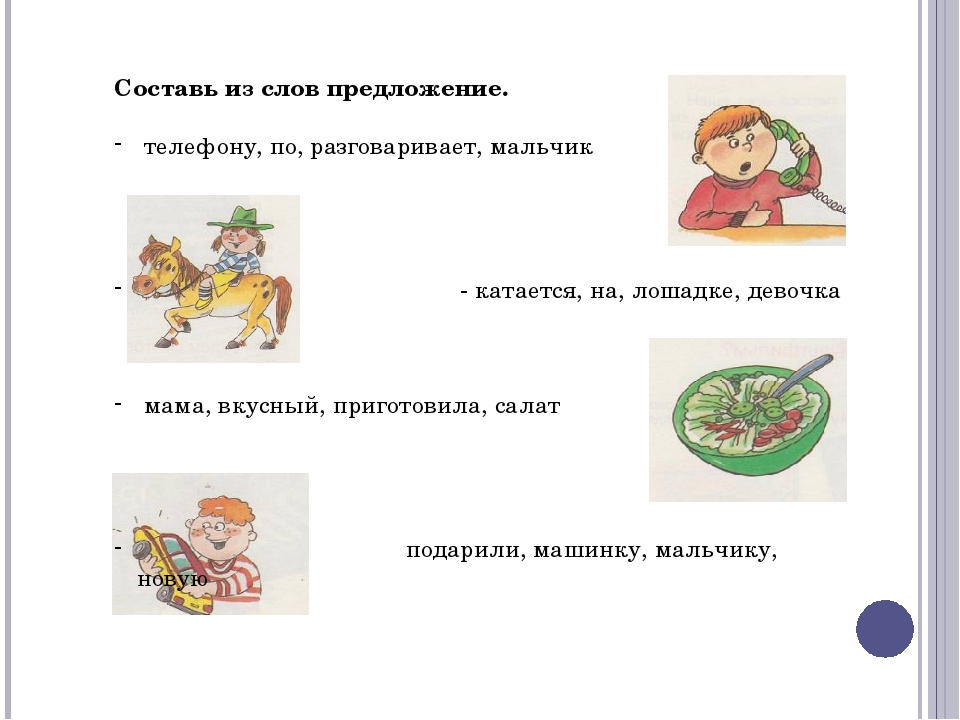 Составь из слов предложение.
- телефону, по, разговаривает, мальчик
- - катается, на, лошадке, девочка
- мама, вкусный, приготовила, салат
- подарили, машинку, мальчику,
новую